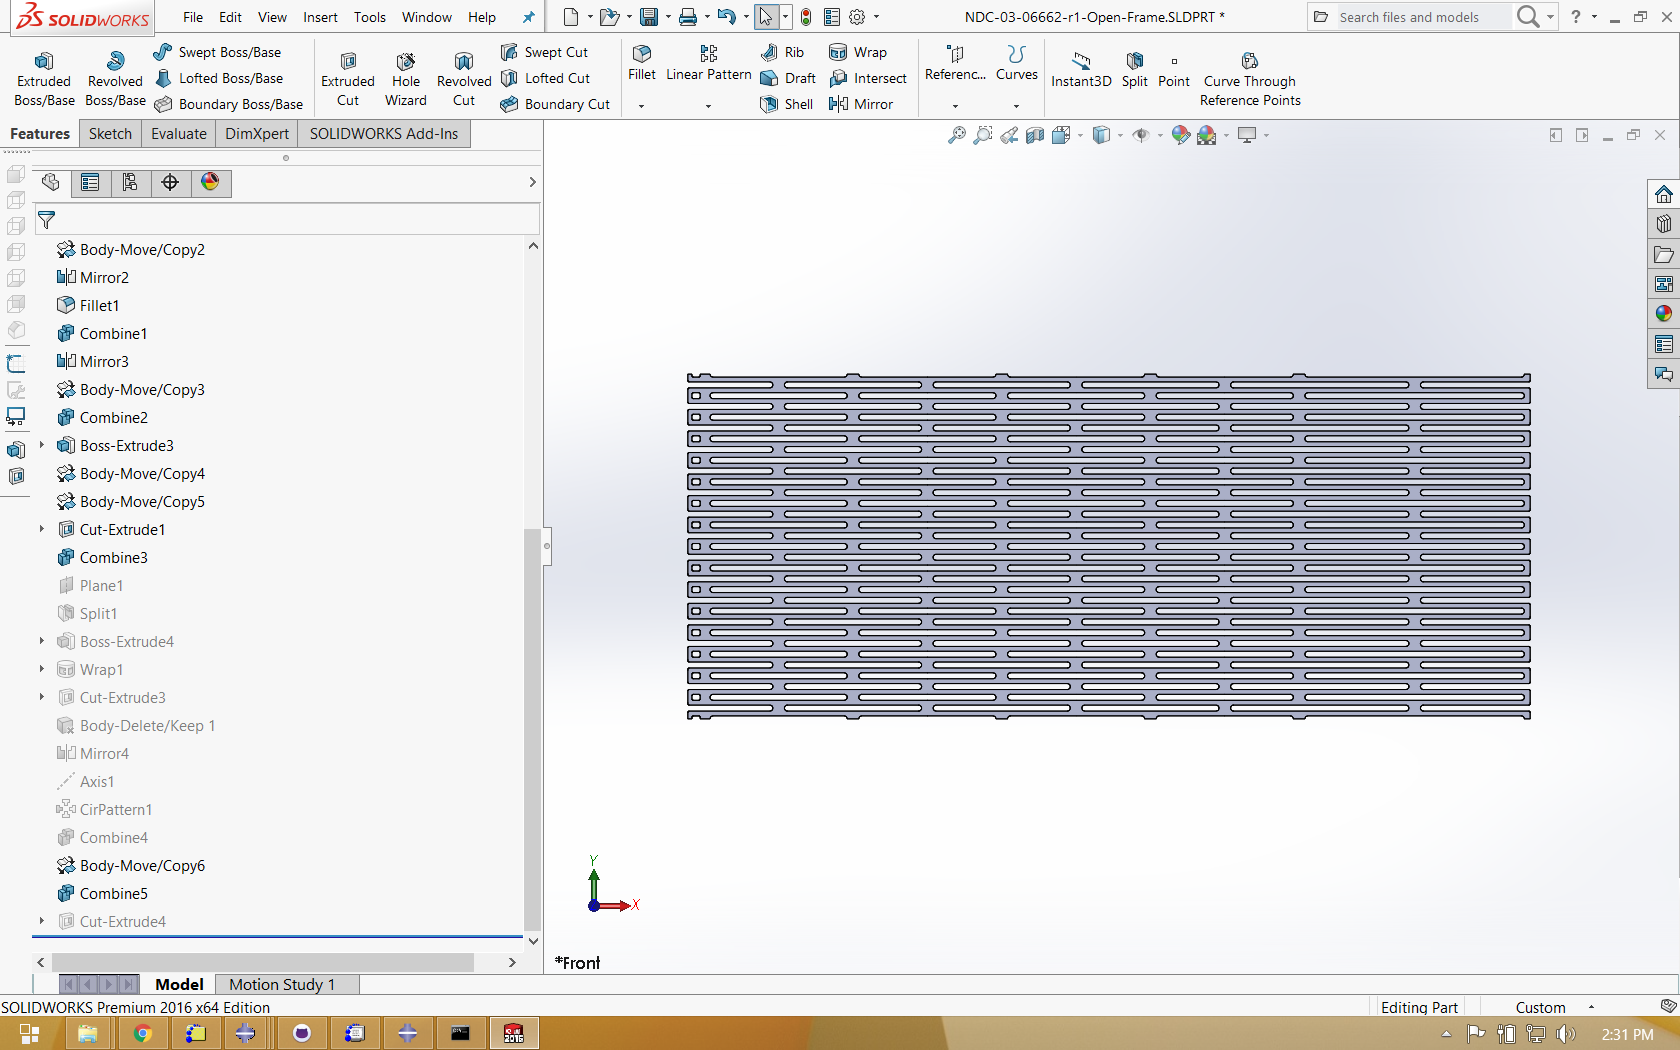 SOLIDWORKS
File Edit View Insert Tools Window Help
NDC-03-06662-r1-Open-Frame.SLDPRT *
Search files and models
?
Extruded Boss/Base
Revolved Boss/Base
Swept Boss/Base
Lofted Boss/Base
Boundary Boss/Base
Extruded Cut
Hole Wizard
Revolved Cut
Swept Cut
Lofted Cut
Boundary Cut
Fillet
Linear Pattern
Rib
Draft
Shell
Wrap
Intersect
Mirror
Referenc...
Curves
Instant3D
Split
Point
Curve Through Reference Points
Features Sketch Evaluate DimXpert SOLIDWORKS Add-Ins
Body-Move/Copy2
Mirror2
Fillet1
Combine1
Mirror3
Body-Move/Copy3
Combine2
Boss-Extrude3
Body-Move/Copy4
Body-Move/Copy5
Cut-Extrude1
Combine3
Plane1
Split1
Boss-Extrude4
Wrap1
Cut-Extrude3
Body-Delete/Keep 1
Mirror4
Axis1
CirPattern1
Combine4
Body-Move/Copy6
Combine5
Cut-Extrude4
Y
X
*Front
Model Motion Study 1
SOLIDWORKS Premium 2016 x64 Edition
Editing Part
Custom
2:31 PM